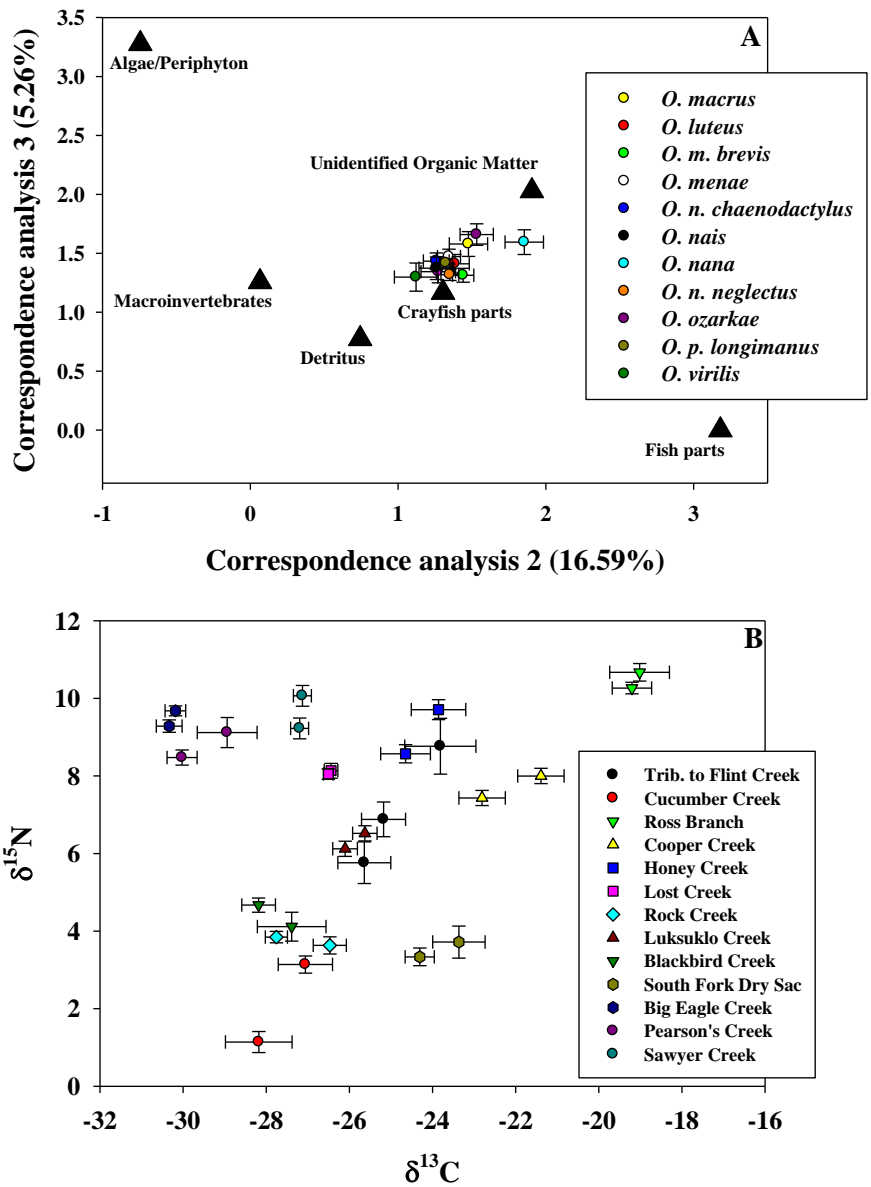 A
3.5
3.0
2.5
2.0
1.5
1.0
0.5
0.0
Correspondence analysis 3 (5.26%)
Algae/Periphyton
Unidentified Organic Matter
Macroinvertebrates
Crayfish parts
Detritus
Fish parts
O. macrus
O. luteus
O. m. brevis
O. menae
O. n. chaenodactylus
O. nais
O. nana
O. n. neglectus
O. ozarkae
O. p. longimanus
O. virilis
-1 0 1 2 3
Correspondence analysis 2 (16.59%)
B
12
10
8
6
4
2
0
δ15N
Trib. to Flint Creek
Cucumber Creek
Ross Branch
Cooper Creek
Honey Creek
Lost Creek
Rock Creek
Luksuklo Creek
Blackbird Creek
South Fork Dry Sac
Big Eagle Creek
Pearson's Creek
Sawyer Creek
-32 -30 -28 -26 -24 -22 -20 -18 -16
δ13C